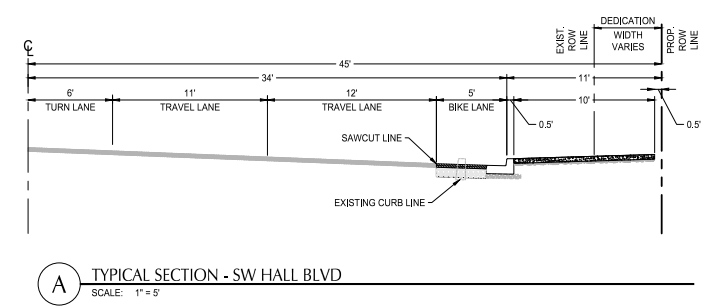 DEDICATION
EXIST.
ROW
LINE
WIDTH
VARIES
PROP.
ROW
LINE
℄
45'
34'
11'
6'
TURN LANE
11'
TRAVEL LANE
12'
TRAVEL LANE
5'
BIKE LANE
10'
0.5'
0.5'
SAWCUT LINE
EXISTING CURB LINE
A
TYPICAL SECTION - SW HALL BLVD
SCALE: 1" = 5'